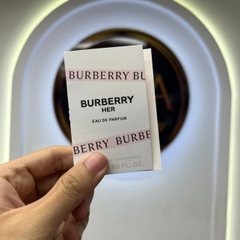 BURBERRY BU
BURBERRY
HER
EAU DE PARFUM
BERRY BURBE
FL. OZ.